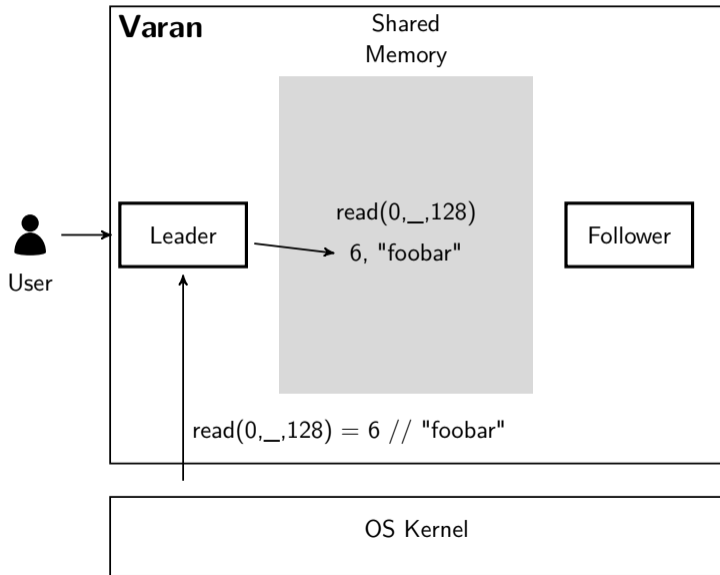 Varan
Shared
Memory
read(0,_,128)
Leader
Follower
6, "foobar"
User
read(0,_,128) = 6 // "foobar"
OS Kernel